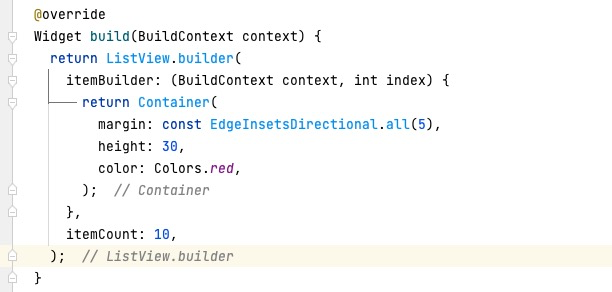 @override
Widget build(BuildContext context) {
  return ListView.builder(
    itemBuilder: (BuildContext context, int index) {
      return Container(
        margin: const EdgeInsetsDirectional.all(5),
        height: 30,
        color: Colors.red,
      );  // Container
    },
    itemCount: 10,
  );  // ListView.builder
}